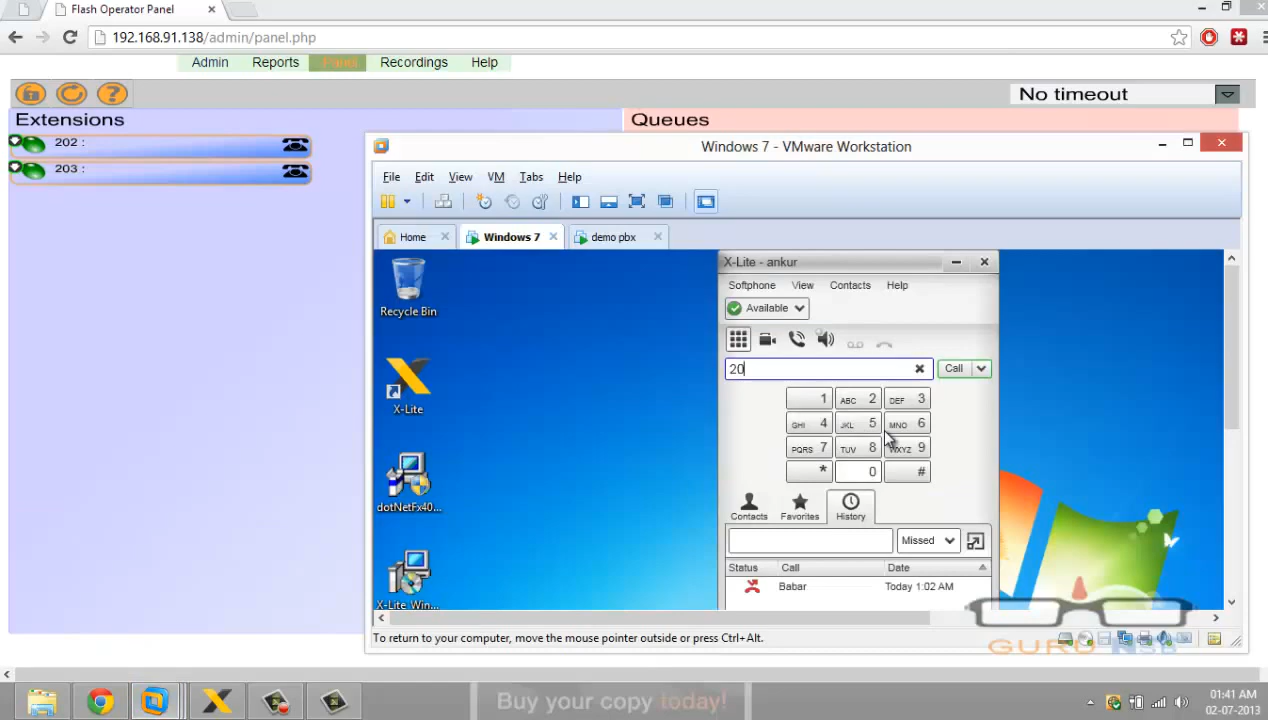 Flash Operator Panel
192.168.91.138/admin/panel.php
Admin Reports Panel Recordings Help
No timeout
Extensions
Queues
202 :
203 :
Windows 7 - VMware Workstation
File Edit View VM Tabs Help
Home Windows 7 demo pbx
Recycle Bin
X-Lite
dotNetFx40...
X-Lite_Win...
X-Lite - ankur
Softphone View Contacts Help
Available
20 Call
1 ABC 2 DEF 3
GHI 4 JKL 5 MNO 6
PQRS 7 TUV 8 WXYZ 9
* 0 #
Contacts Favorites History
Missed
Status Call Date
Babar Today 1:02 AM
To return to your computer, move the mouse pointer outside or press Ctrl+Alt.
GURU
Buy your copy today!
01:41 AM
02-07-2013